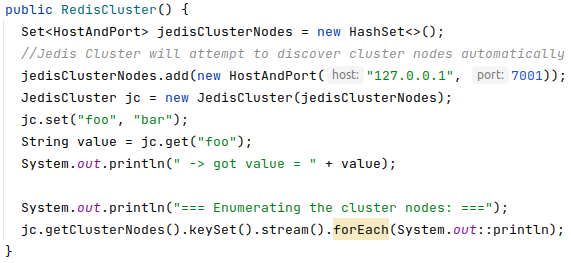 public RedisCluster() {
Set<HostAndPort> jedisClusterNodes = new HashSet<>();
//Jedis Cluster will attempt to discover cluster nodes automatically
jedisClusterNodes.add(new HostAndPort( host: "127.0.0.1", port: 7001));
JedisCluster jc = new JedisCluster(jedisClusterNodes);
jc.set("foo", "bar");
String value = jc.get("foo");
System.out.println(" -> got value = " + value);
System.out.println("=== Enumerating the cluster nodes: ===");
jc.getClusterNodes().keySet().stream().forEach(System.out::println);
}